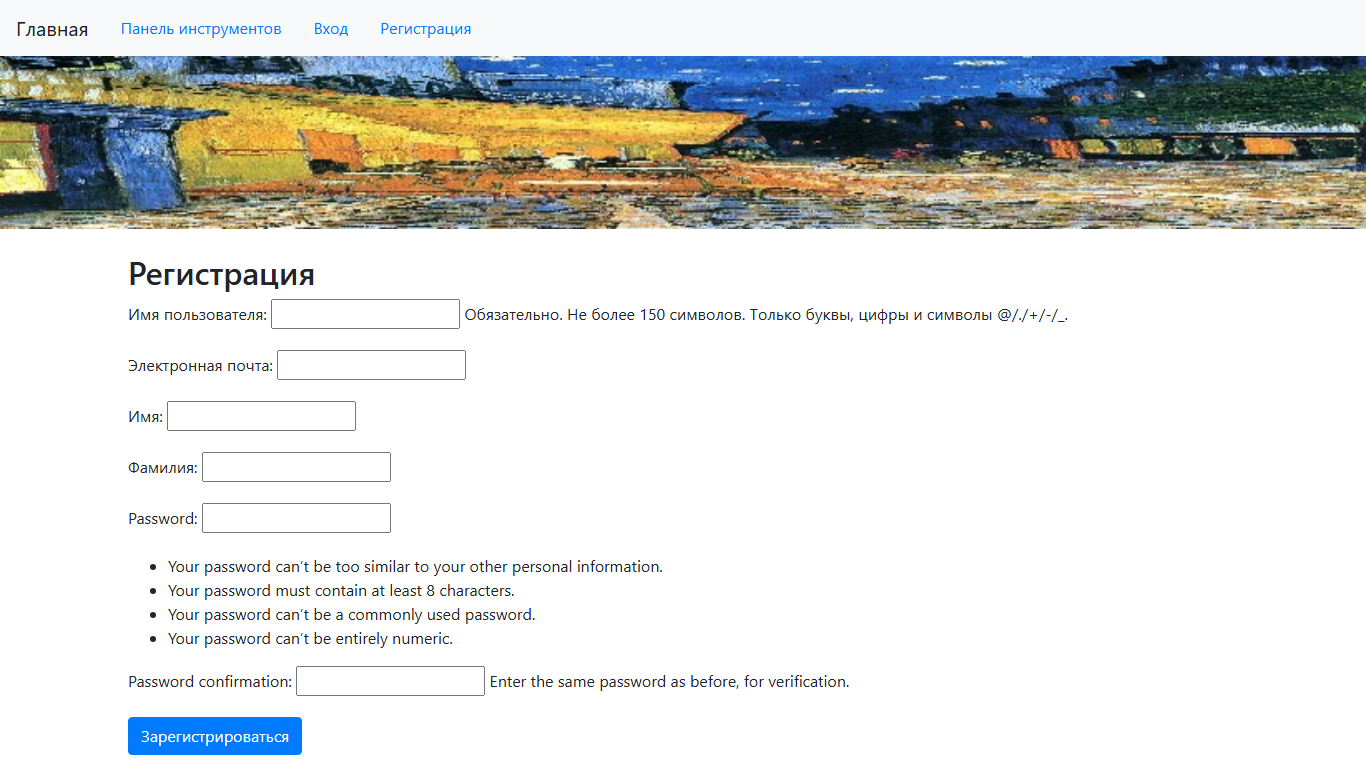 Главная Панель инструментов Вход Регистрация
Регистрация
Имя пользователя: Обязательно. Не более 150 символов. Только буквы, цифры и символы @/./+/-/_.
Электронная почта:
Имя:
Фамилия:
Password:
• Your password can't be too similar to your other personal information.
• Your password must contain at least 8 characters.
• Your password can't be a commonly used password.
• Your password can't be entirely numeric.
Password confirmation: Enter the same password as before, for verification.
Зарегистрироваться